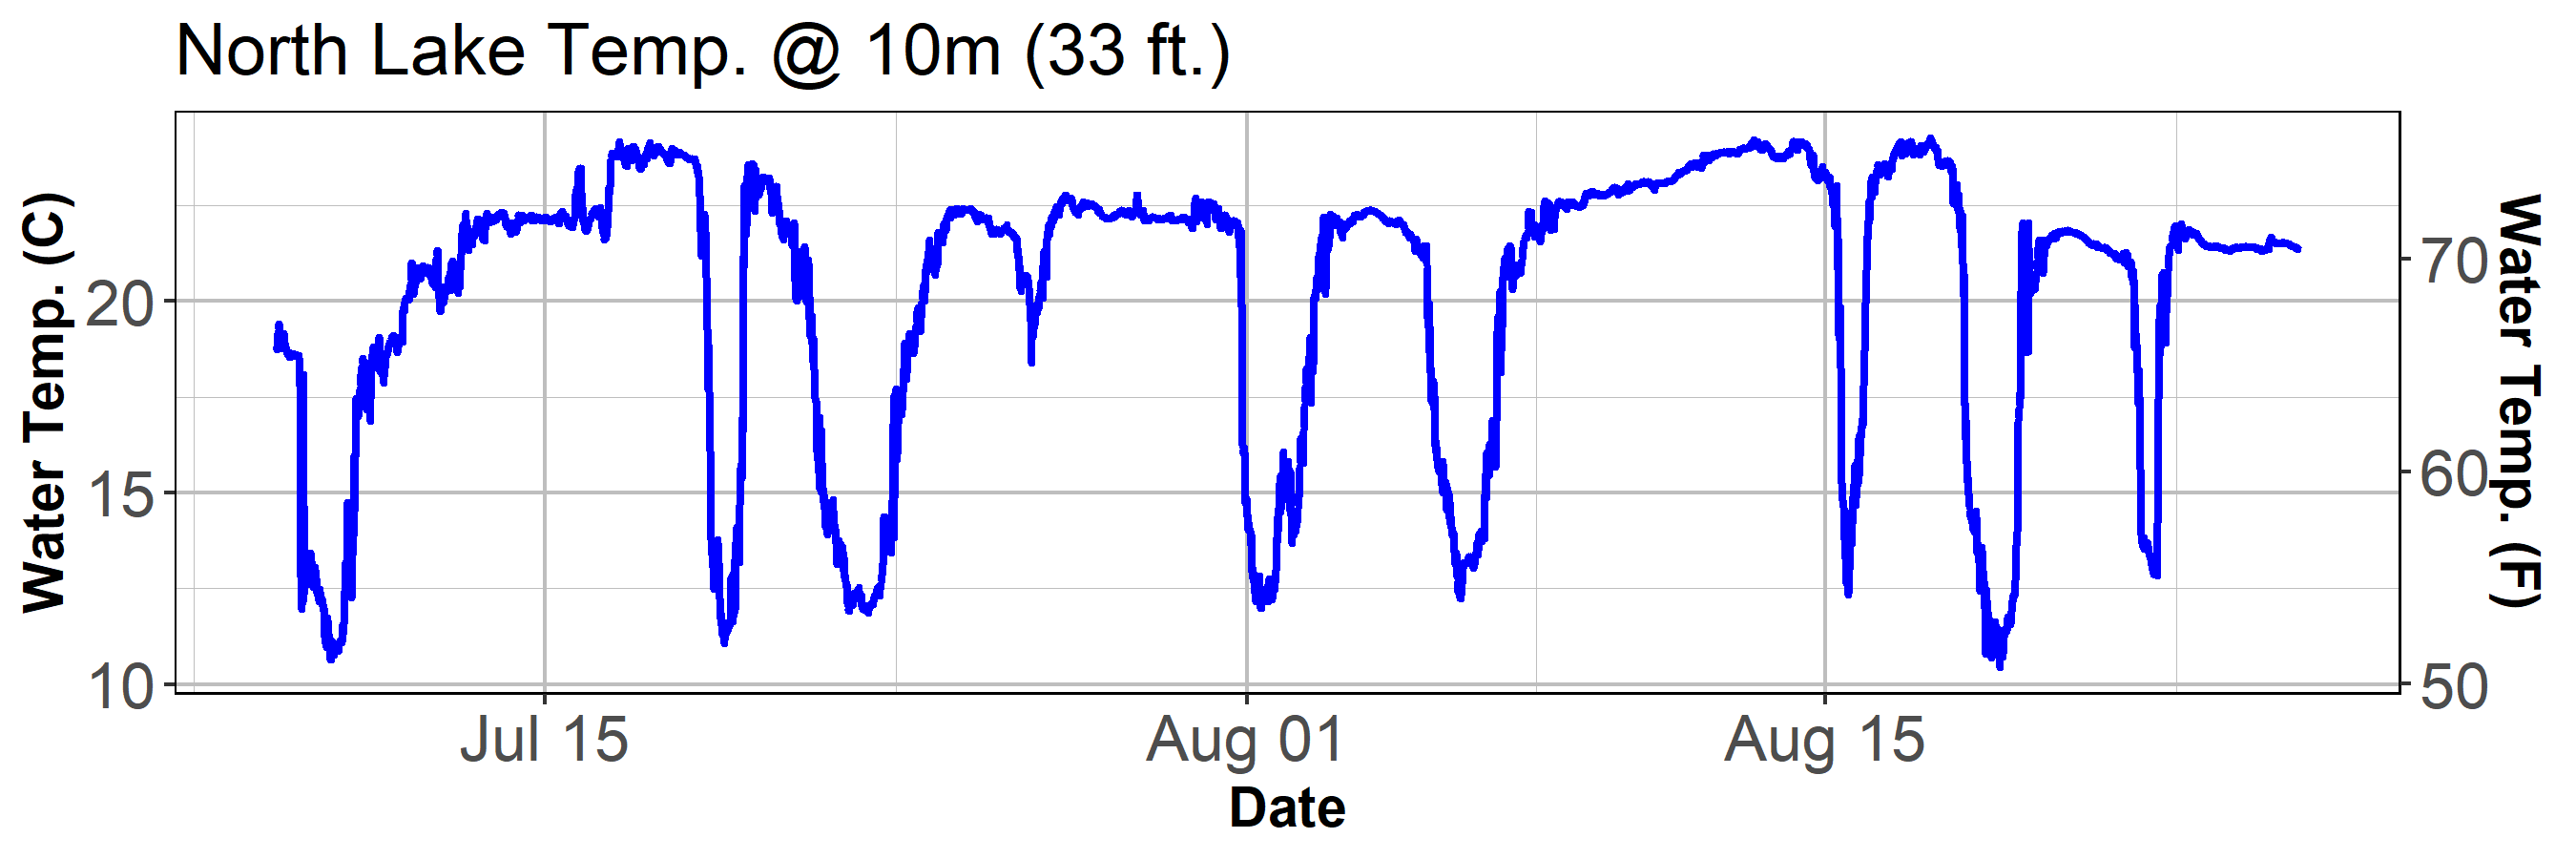 North Lake Temp. @ 10m (33 ft.)
Water Temp. (C)
20
15
10
70
60
50
Water Temp. (F)
Jul 15
Aug 01
Aug 15
Date